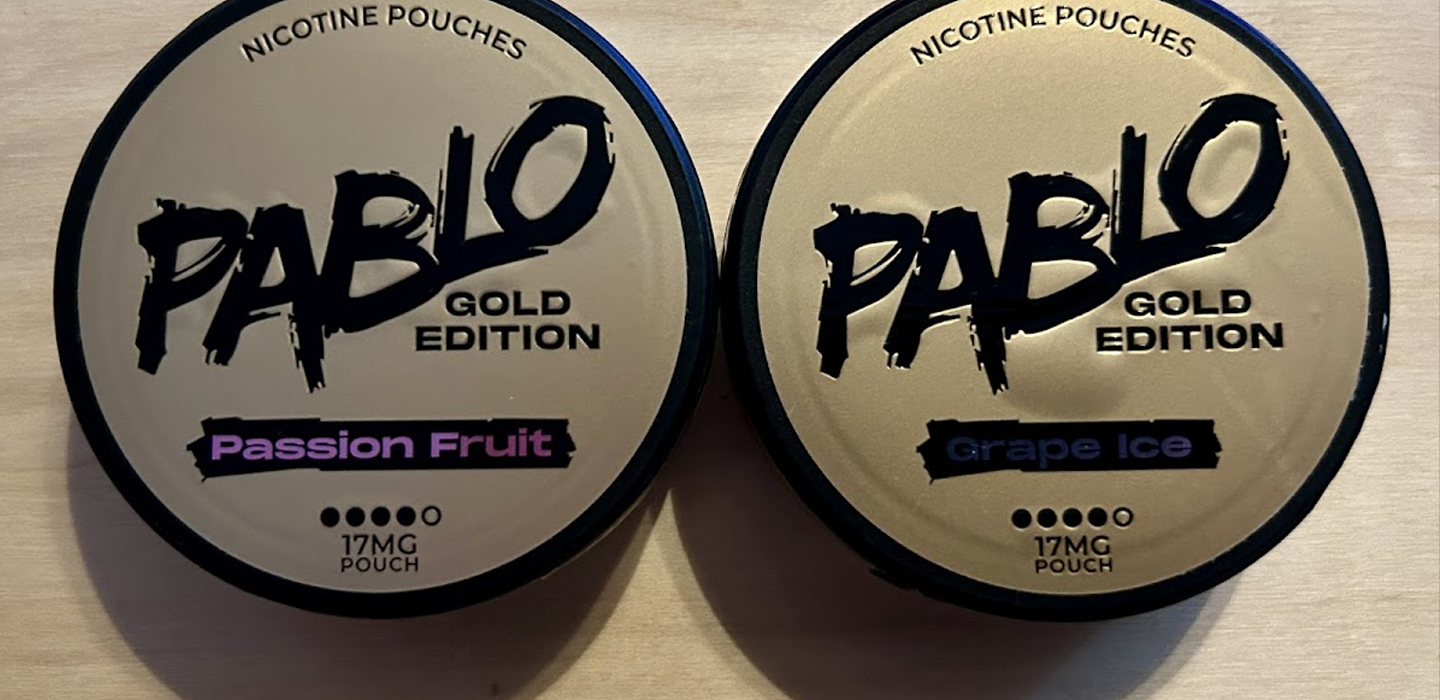 NICOTINE POUCHES
PABLO
GOLD
EDITION
Passion Fruit
17MG
POUCH
NICOTINE POUCHES
PABLO
GOLD
EDITION
Grape Ice
17MG
POUCH